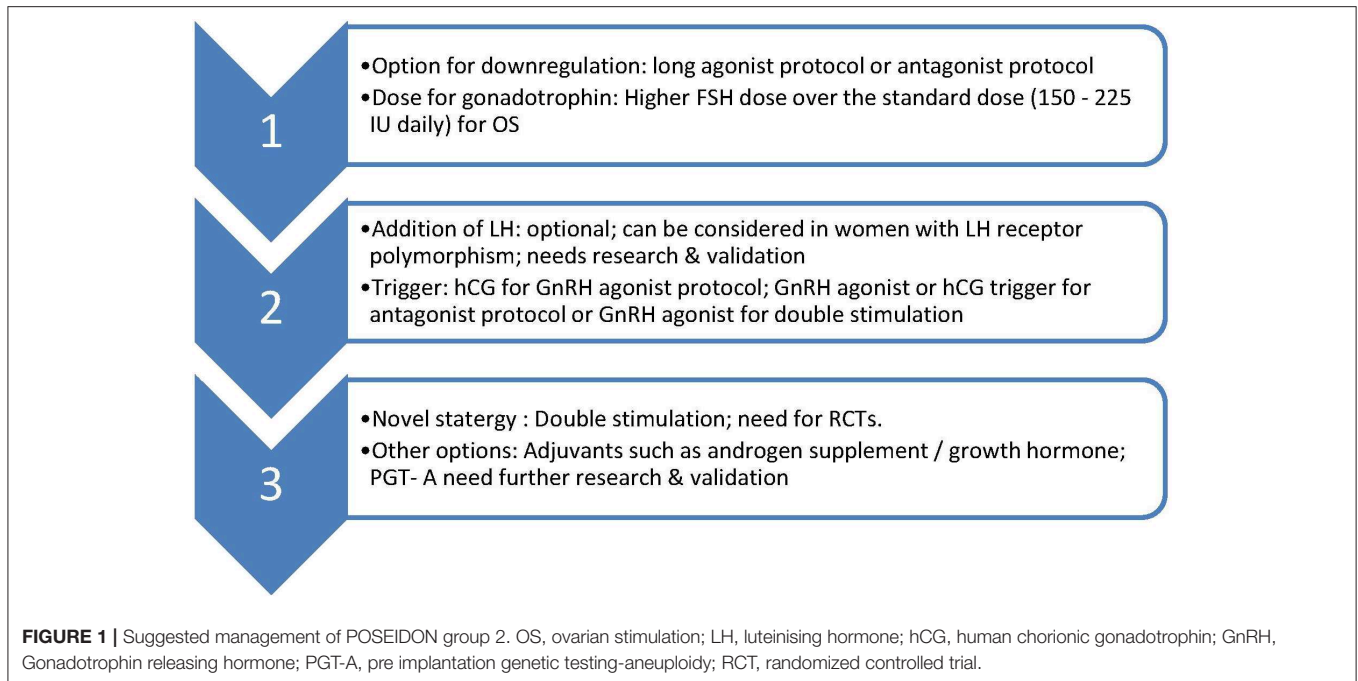 1
•Option for downregulation: long agonist protocol or antagonist protocol
•Dose for gonadotrophin: Higher FSH dose over the standard dose (150 - 225
IU daily) for OS
2
•Addition of LH: optional; can be considered in women with LH receptor
polymorphism; needs research & validation
•Trigger: hCG for GnRH agonist protocol; GnRH agonist or hCG trigger for
antagonist protocol or GnRH agonist for double stimulation
3
•Novel statergy : Double stimulation; need for RCTs.
•Other options: Adjuvants such as androgen supplement / growth hormone;
PGT- A need further research & validation
FIGURE 1 | Suggested management of POSEIDON group 2. OS, ovarian stimulation; LH, luteinising hormone; hCG, human chorionic gonadotrophin; GnRH,
Gonadotrophin releasing hormone; PGT-A, pre implantation genetic testing-aneuploidy; RCT, randomized controlled trial.